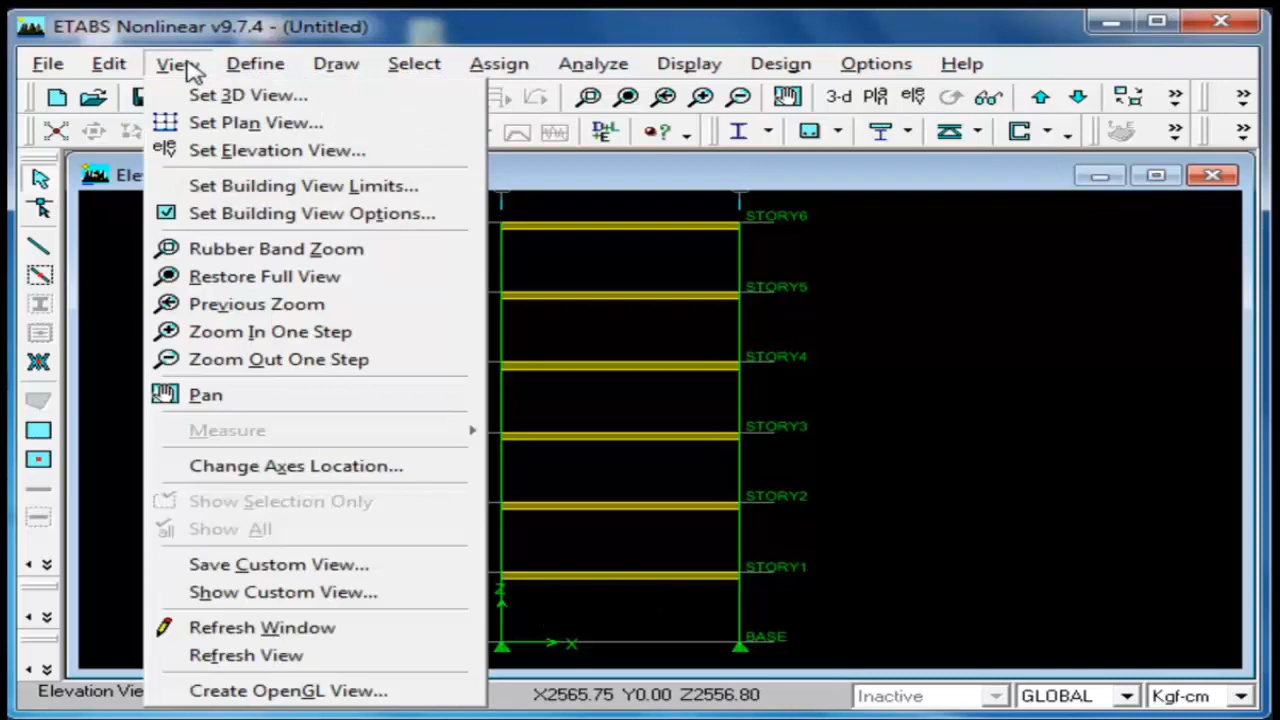 ETABS Nonlinear v9.7.4 - (Untitled)
File Edit View Define Draw Select Assign Analyze Display Design Options Help
3-d
Set 3D View...
Set Plan View...
Set Elevation View...
Set Building View Limits...
Set Building View Options...
Rubber Band Zoom
Restore Full View
Previous Zoom
Zoom In One Step
Zoom Out One Step
Pan
Measure
Change Axes Location...
Show Selection Only
Show All
Save Custom View...
Show Custom View...
Refresh Window
Refresh View
Create OpenGL View...
STORY6
STORY5
STORY4
STORY3
STORY2
STORY1
Z
X
BASE
X2565.75 Y0.00 Z2556.80
Inactive
GLOBAL
Kgf-cm